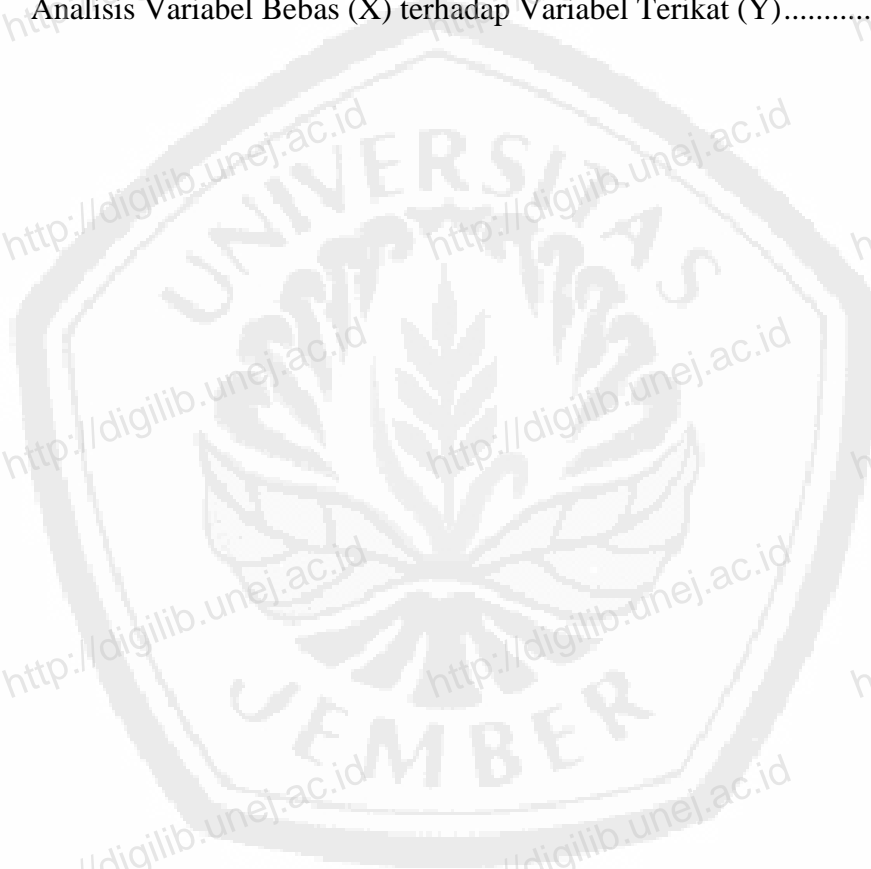 Analisis Variabel Bebas (X) terhadap Variabel Terikat (Y)...........
UNIVERSITAS
http://digilib.unej.ac.id http://digilib.unej.ac.id
http://digilib.unej.ac.id http://digilib.unej.ac.id
http://digilib.unej.ac.id http://digilib.unej.ac.id
JEMBER
//digilib.unej.ac.id //digilib.unej.ac.id